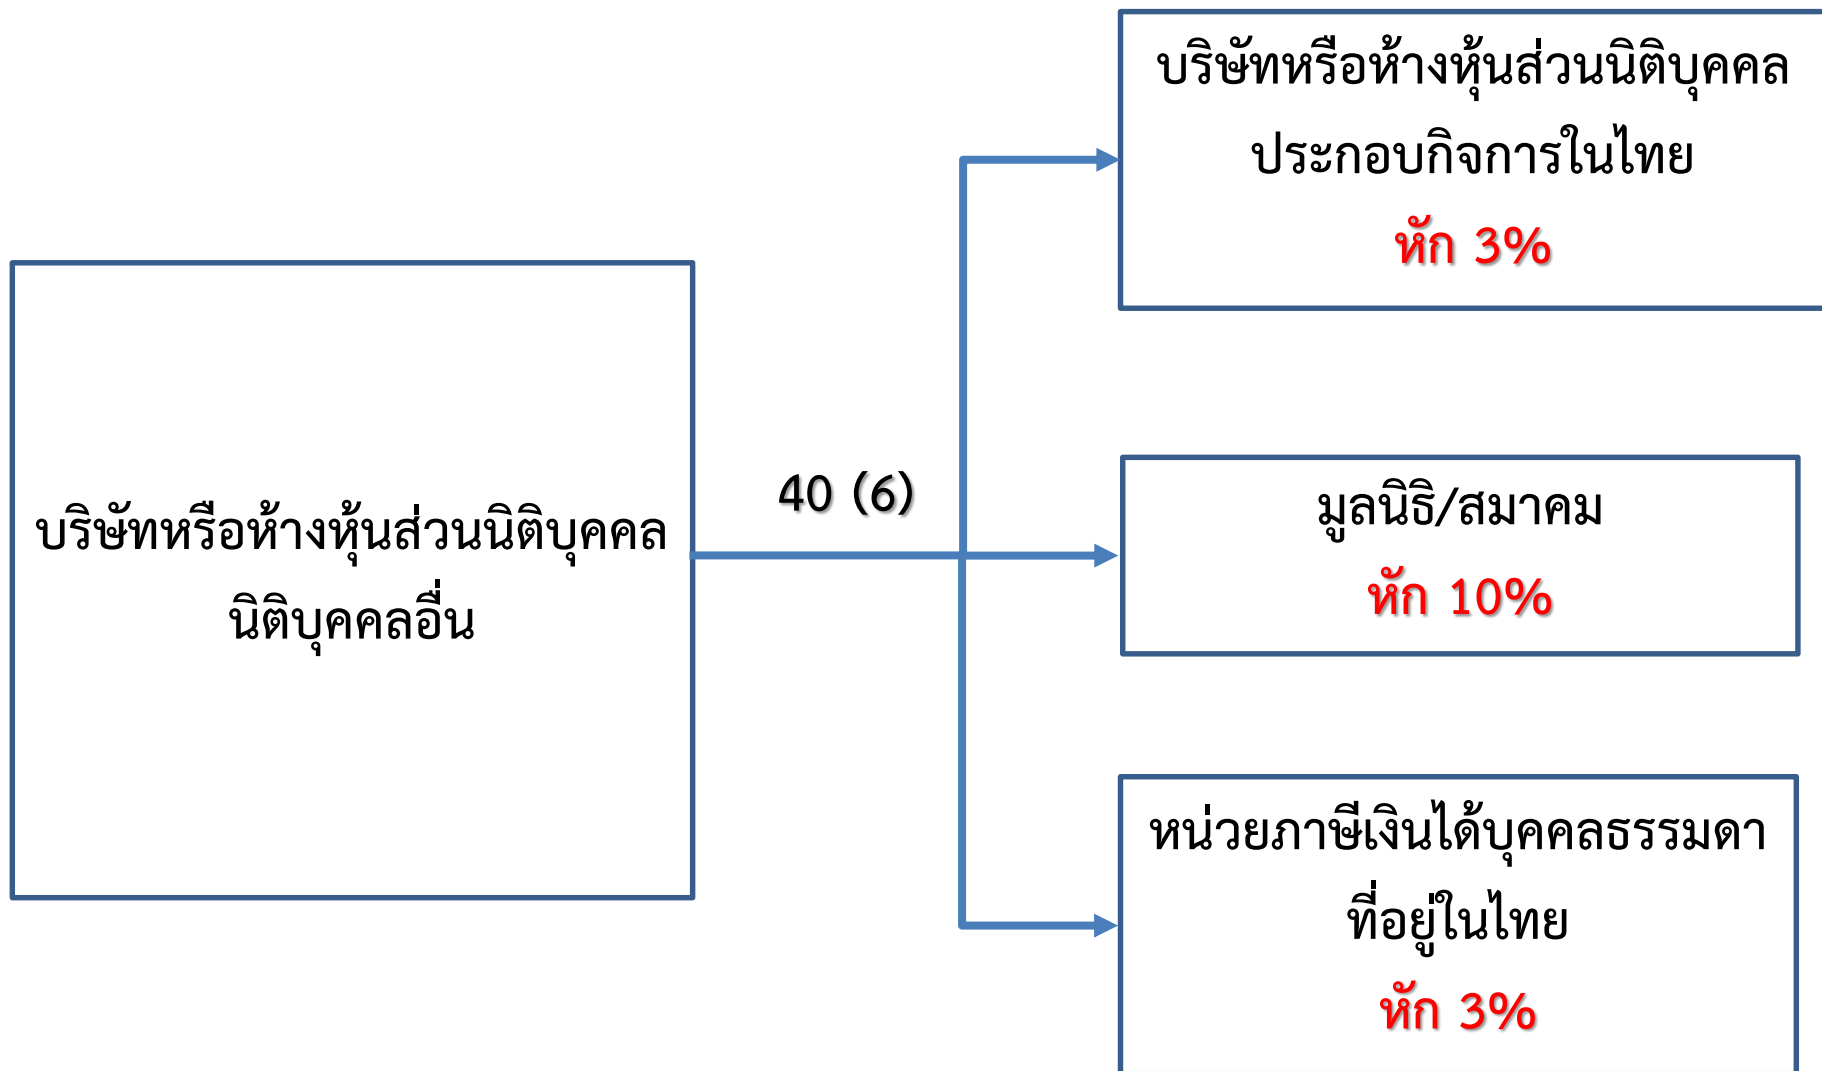 บริษัทหรือห้างหุ้นส่วนนิติบุคคล
นิติบุคคลอื่น
40 (6)
บริษัทหรือห้างหุ้นส่วนนิติบุคคล
ประกอบกิจการในไทย
หัก 3%
มูลนิธิ/สมาคม
หัก 10%
หน่วยภาษีเงินได้บุคคลธรรมดา
ที่อยู่ในไทย
หัก 3%